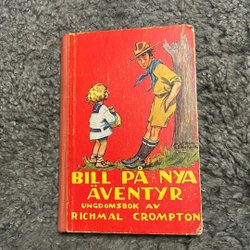 BILL PÅ NYA
ÄVENTYR
UNGDOMSBOK AV
RICHMAL CROMPTON